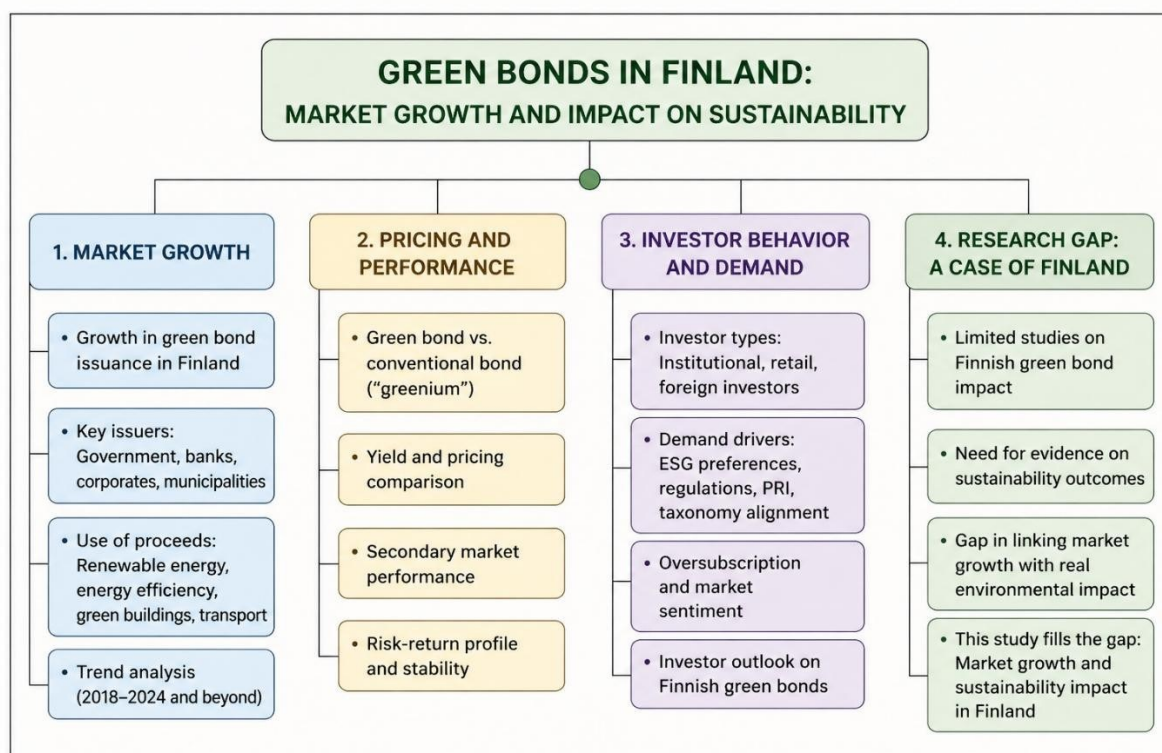 GREEN BONDS IN FINLAND:
MARKET GROWTH AND IMPACT ON SUSTAINABILITY
1. MARKET GROWTH
• Growth in green bond
issuance in Finland
• Key issuers:
Government, banks,
corporates, municipalities
• Use of proceeds:
Renewable energy,
energy efficiency,
green buildings, transport
• Trend analysis
(2018–2024 and beyond)
2. PRICING AND
PERFORMANCE
• Green bond vs.
conventional bond
(“greenium”)
• Yield and pricing
comparison
• Secondary market
performance
• Risk-return profile
and stability
3. INVESTOR BEHAVIOR
AND DEMAND
• Investor types:
Institutional, retail,
foreign investors
• Demand drivers:
ESG preferences,
regulations, PRI,
taxonomy alignment
• Oversubscription
and market
sentiment
• Investor outlook on
Finnish green bonds
4. RESEARCH GAP:
A CASE OF FINLAND
• Limited studies on
Finnish green bond
impact
• Need for evidence on
sustainability outcomes
• Gap in linking market
growth with real
environmental impact
• This study fills the gap:
Market growth and
sustainability impact
in Finland